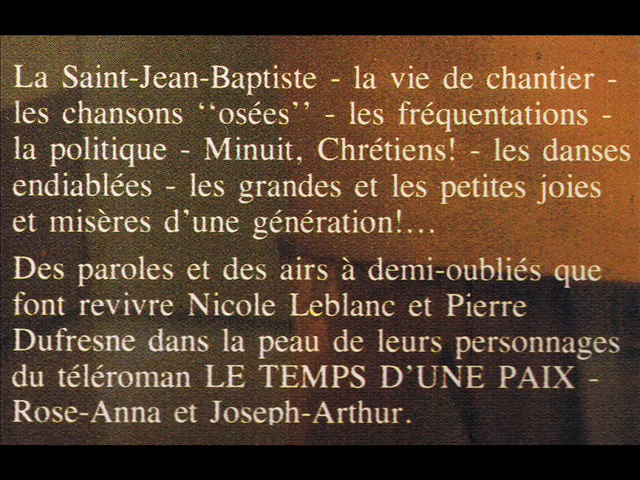 La Saint-Jean-Baptiste - la vie de chantier -
les chansons ‘‘osées’’ - les fréquentations -
la politique - Minuit, Chrétiens! - les danses
endiablées - les grandes et les petites joies
et misères d’une génération!...
Des paroles et des airs à demi-oubliés que
font revivre Nicole Leblanc et Pierre
Dufresne dans la peau de leurs personnages
du téléroman LE TEMPS D’UNE PAIX -
Rose-Anna et Joseph-Arthur.